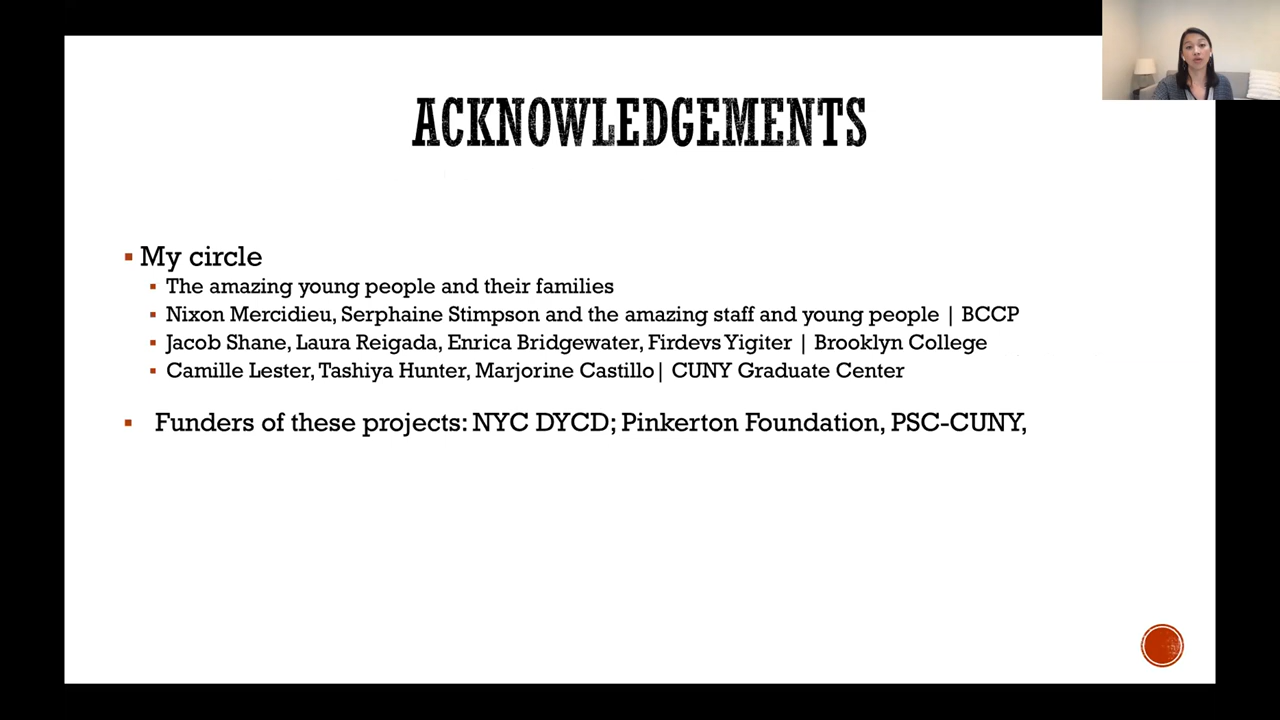 ACKNOWLEDGEMENTS
My circle
The amazing young people and their families
Nixon Mercidieu, Serphaine Stimpson and the amazing staff and young people | BCCP
Jacob Shane, Laura Reigada, Enrica Bridgewater, Firdevs Yigiter | Brooklyn College
Camille Lester, Tashiya Hunter, Marjorine Castillo| CUNY Graduate Center
Funders of these projects: NYC DYCD; Pinkerton Foundation, PSC-CUNY,